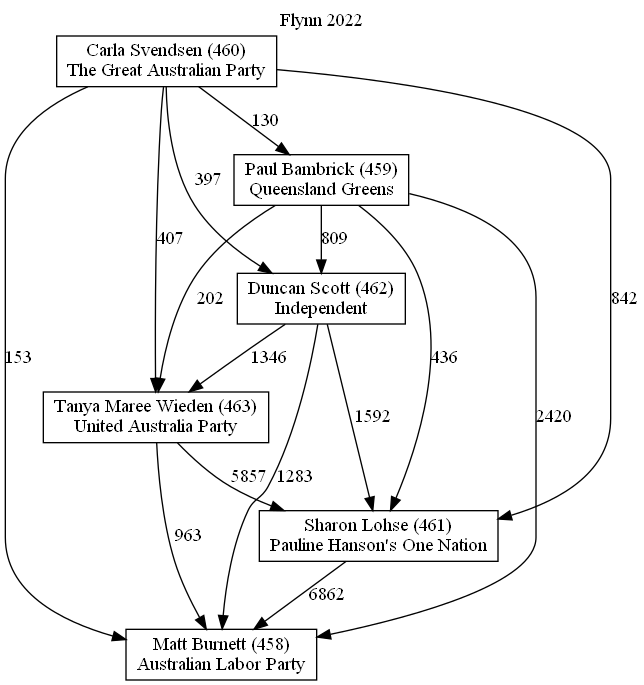 Flynn 2022
Carla Svendsen (460)
The Great Australian Party
130
Paul Bambrick (459)
Queensland Greens
397
407
809
202
Duncan Scott (462)
Independent
842
153
1346
436
Tanya Maree Wieden (463)
United Australia Party
1592
2420
5857
1283
963
Sharon Lohse (461)
Pauline Hanson's One Nation
6862
Matt Burnett (458)
Australian Labor Party